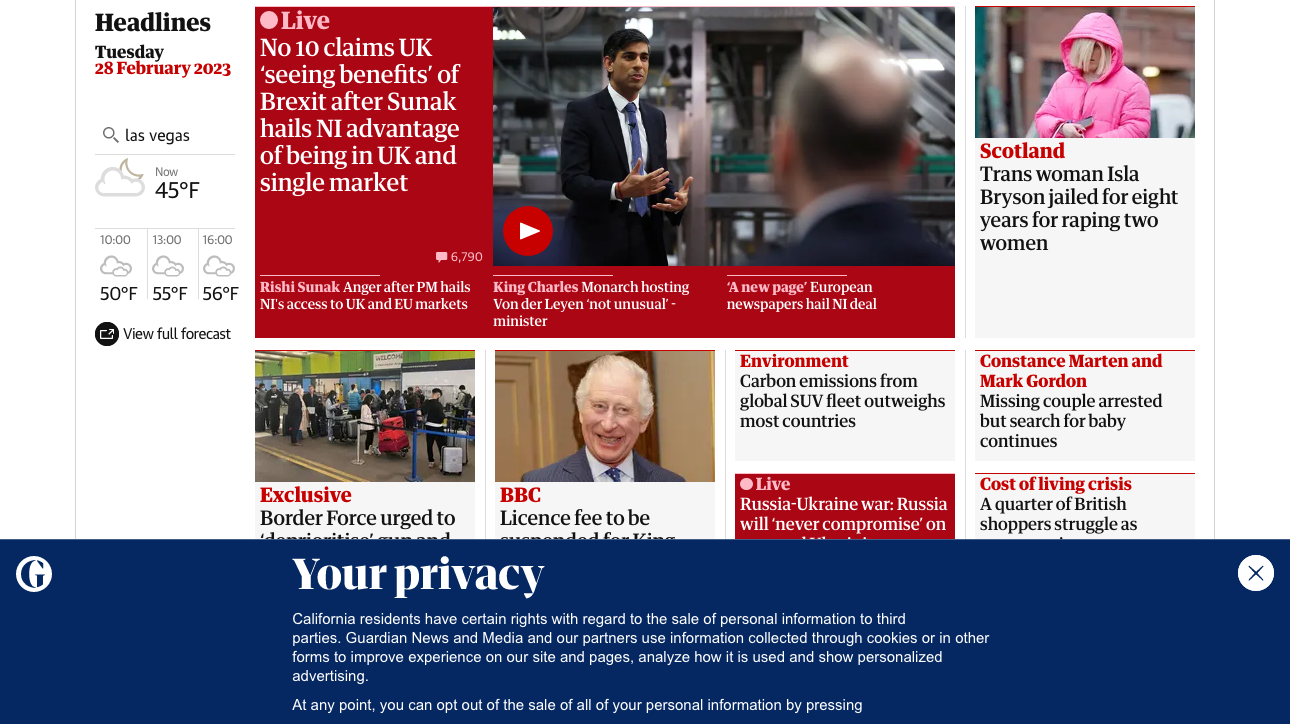 Headlines
Tuesday
28 February 2023
las vegas
Now
45°F
10:00
13:00
16:00
50°F
55°F
56°F
View full forecast
Live
No 10 claims UK
‘seeing benefits’ of
Brexit after Sunak
hails NI advantage
of being in UK and
single market
6,790
Rishi Sunak Anger after PM hails
NI's access to UK and EU markets
King Charles Monarch hosting
Von der Leyen ‘not unusual’ -
minister
‘A new page’ European
newspapers hail NI deal
Scotland
Trans woman Isla
Bryson jailed for eight
years for raping two
women
WELCOME
Exclusive
Border Force urged to
‘deprioritise’ gun and
BBC
Licence fee to be
suspended for King
Environment
Carbon emissions from
global SUV fleet outweighs
most countries
Live
Russia-Ukraine war: Russia
will ‘never compromise’ on
Constance Marten and
Mark Gordon
Missing couple arrested
but search for baby
continues
Cost of living crisis
A quarter of British
shoppers struggle as
G
Your privacy
California residents have certain rights with regard to the sale of personal information to third
parties. Guardian News and Media and our partners use information collected through cookies or in other
forms to improve experience on our site and pages, analyze how it is used and show personalized
advertising.
At any point, you can opt out of the sale of all of your personal information by pressing